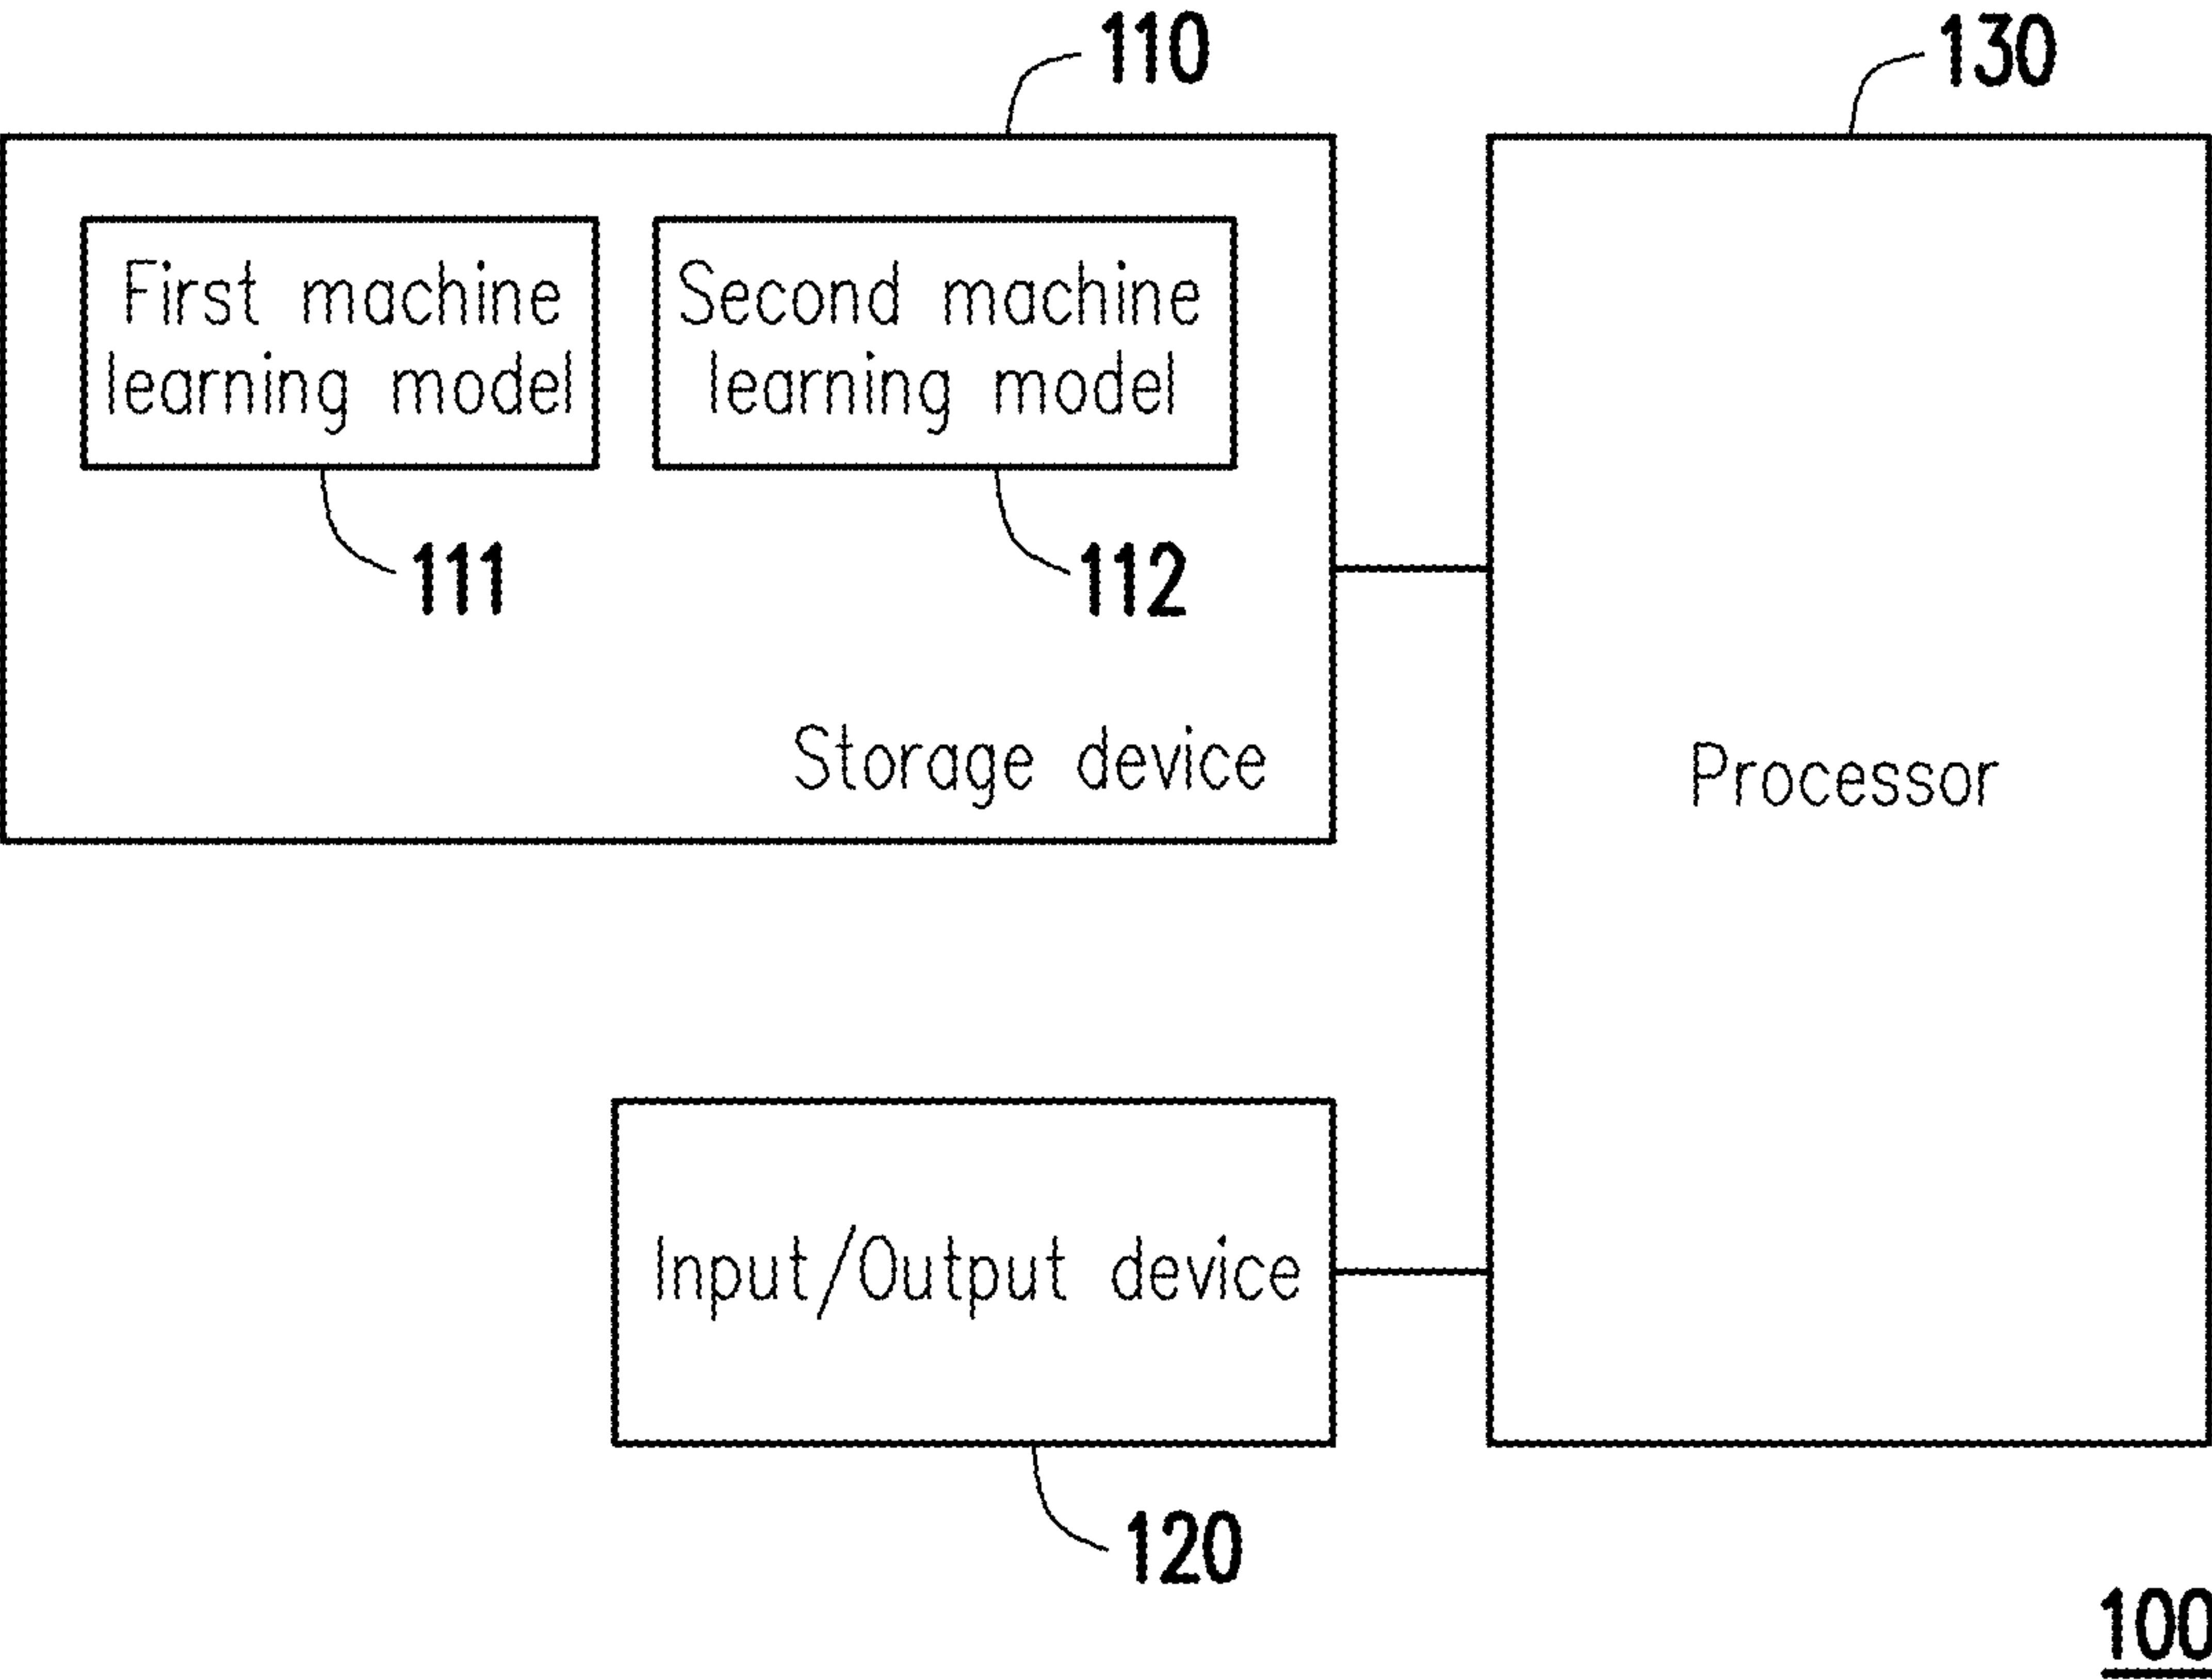 110
130
First machine
learning model
Second machine
learning model
111
112
Storage device
Processor
Input/Output device
120
100